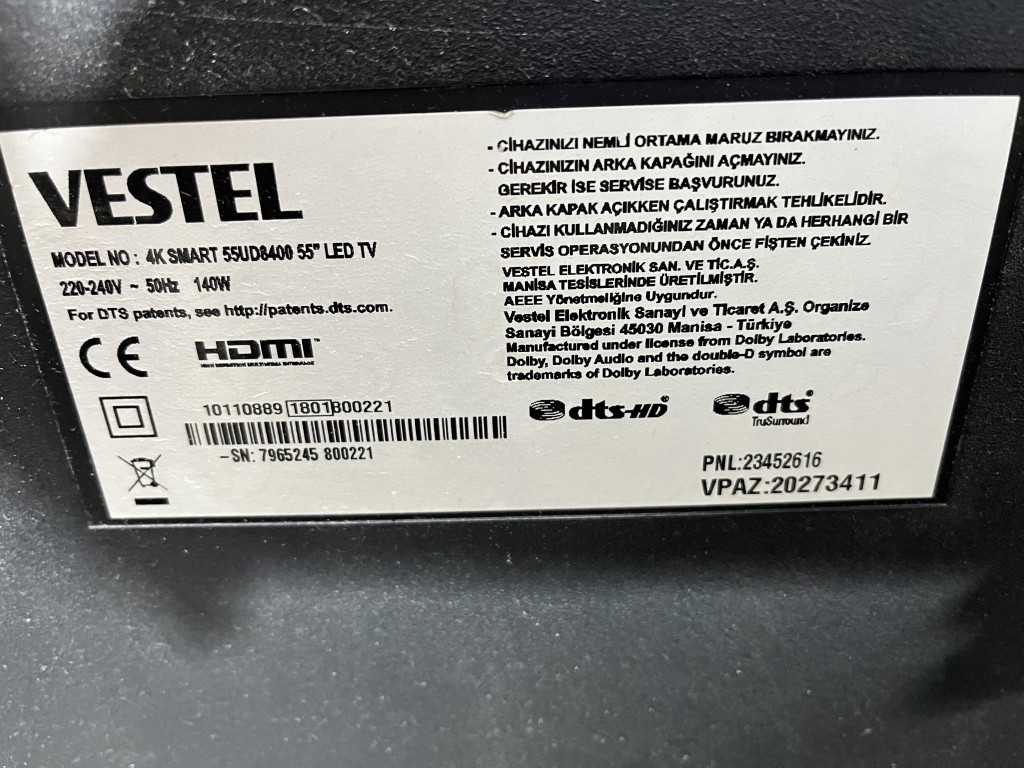 VESTEL
MODEL NO : 4K SMART 55UD8400 55" LED TV
220-240V ~ 50Hz 140W
For DTS patents, see http://patents.dts.com.
CE
HDMI™
HIGH DEFINITION MULTIMEDIA INTERFACE
10110889 1801B00221
-SN: 7965245 800221
- CİHAZINIZI NEMLİ ORTAMA MARUZ BIRAKMAYINIZ.
- CİHAZINIZIN ARKA KAPAĞINI AÇMAYINIZ.
GEREKİR İSE SERVİSE BAŞVURUNUZ.
- ARKA KAPAK AÇIKKEN ÇALIŞTIRMAK TEHLİKELİDİR.
- CİHAZI KULLANMADIĞINIZ ZAMAN YA DA HERHANGİ BİR
SERVİS OPERASYONUNDAN ÖNCE FİŞTEN ÇEKİNİZ.
VESTEL ELEKTRONİK SAN. VE TİC.A.Ş.
MANİSA TESİSLERİNDE ÜRETİLMİŞTİR.
AEEE Yönetmeliğine Uygundur.
Vestel Elektronik Sanayi ve Ticaret A.Ş. Organize
Sanayi Bölgesi 45030 Manisa - Türkiye
Manufactured under license from Dolby Laboratories.
Dolby, Dolby Audio and the double-D symbol are
trademarks of Dolby Laboratories.
dts-HD
dts
TruSurround
PNL:23452616
VPAZ:20273411